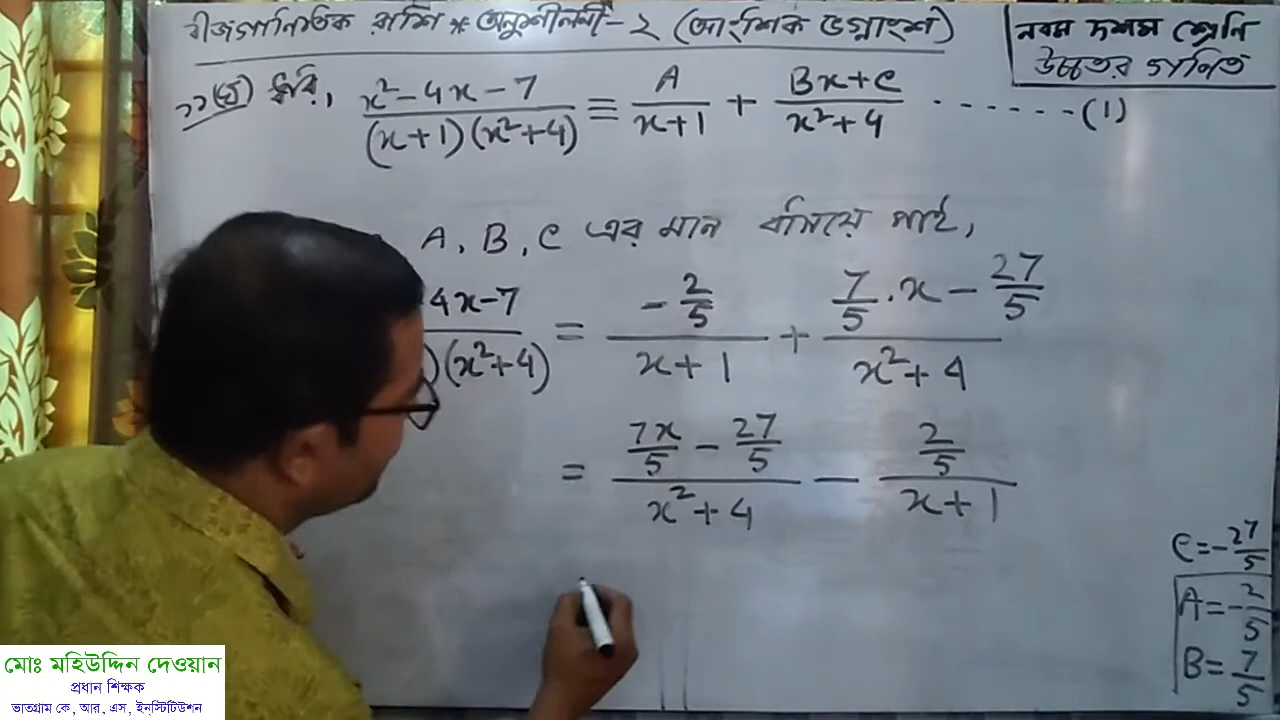 বীজগাণিতিক রাশি * অনুশীলনী-২ (আংশিক ভগ্নাংশ)
নবম দশম শ্রেণি
উচ্চতর গণিত
ধরি, (x²-4x-7)/((x+1)(x²+4)) ≡ A/(x+1) + (Bx+C)/(x²+4) ------(1)
A, B, C এর মান বসিয়ে পাই,
4x-7/)(x²+4) = (-2/5)/(x+1) + (7/5.x - 27/5)/(x²+4)
= (7x/5 - 27/5)/(x²+4) - (2/5)/(x+1)
C=-27/5
A=-2/5
B=7/5
মোঃ মহিউদ্দিন দেওয়ান
প্রধান শিক্ষক
ভাতগ্রাম কে, আর, এস, ইনস্টিটিউশন